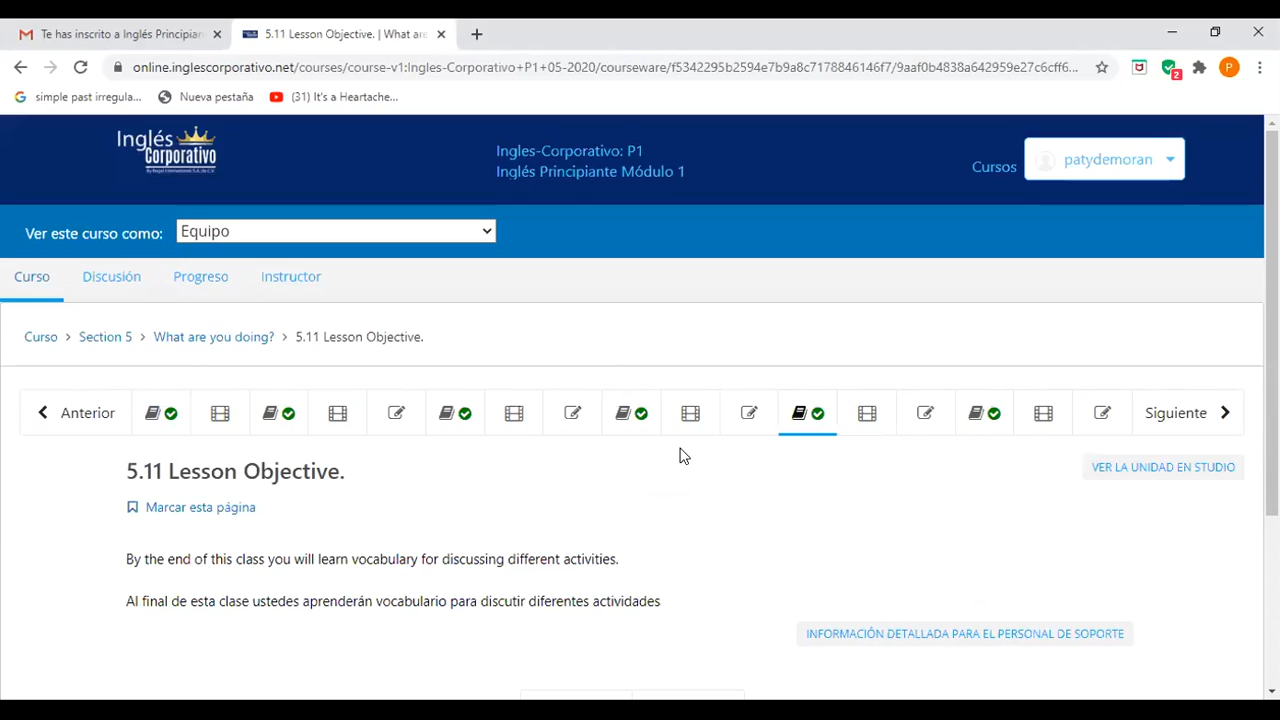 Te has inscrito a Inglés Principian
5.11 Lesson Objective. | What are
online.inglescorporativo.net/courses/course-v1:Ingles-Corporativo+P1+05-2020/courseware/f5342295b2594e7b9a8c7178846146f7/9aaf0b4838a642959e27c6cff6...
2
P
simple past irregula...
Nueva pestaña
(31) It's a Heartache...
Inglés
Corporativo
Ingles-Corporativo: P1
Inglés Principiante Módulo 1
Cursos
patydemoran
Ver este curso como:
Equipo
Curso
Discusión
Progreso
Instructor
Curso > Section 5 > What are you doing? > 5.11 Lesson Objective.
Anterior
Siguiente
5.11 Lesson Objective.
VER LA UNIDAD EN STUDIO
Marcar esta página
By the end of this class you will learn vocabulary for discussing different activities.
Al final de esta clase ustedes aprenderán vocabulario para discutir diferentes actividades
INFORMACIÓN DETALLADA PARA EL PERSONAL DE SOPORTE